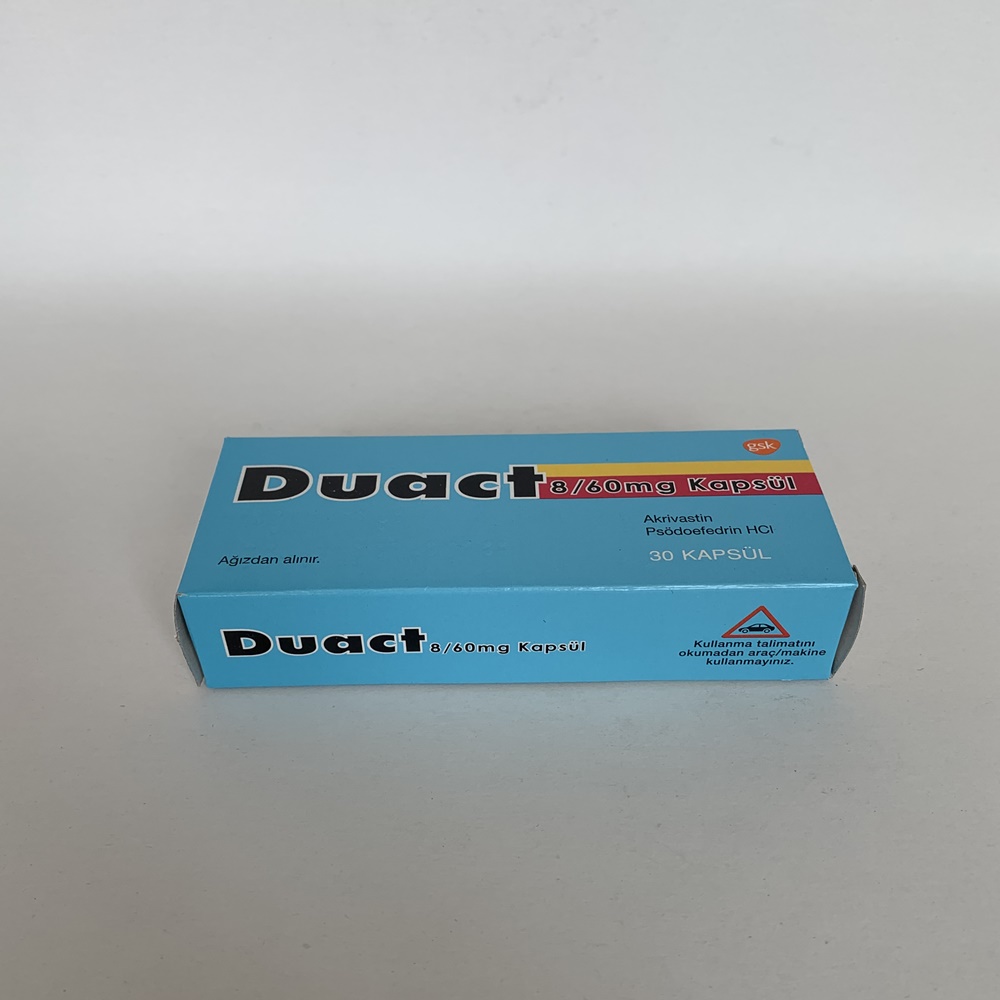 gsk
Duact 8/60mg Kapsül
Akrivastin
Psödoefedrin HCl
30 KAPSÜL
Ağızdan alınır.
Duact 8/60mg Kapsül
Kullanma talimatını
okumadan araç/makine
kullanmayınız.